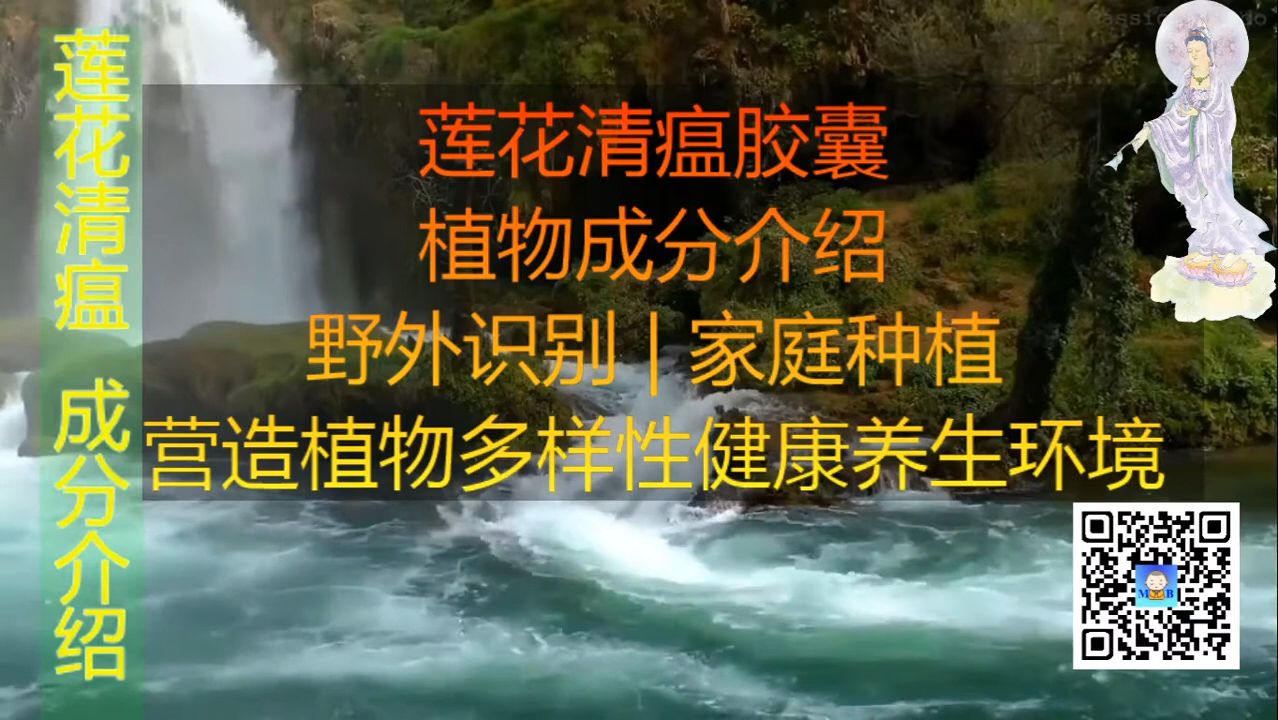 莲花清瘟 成分介绍
莲花清瘟胶囊
植物成分介绍
野外识别 | 家庭种植
营造植物多样性健康养生环境
M B